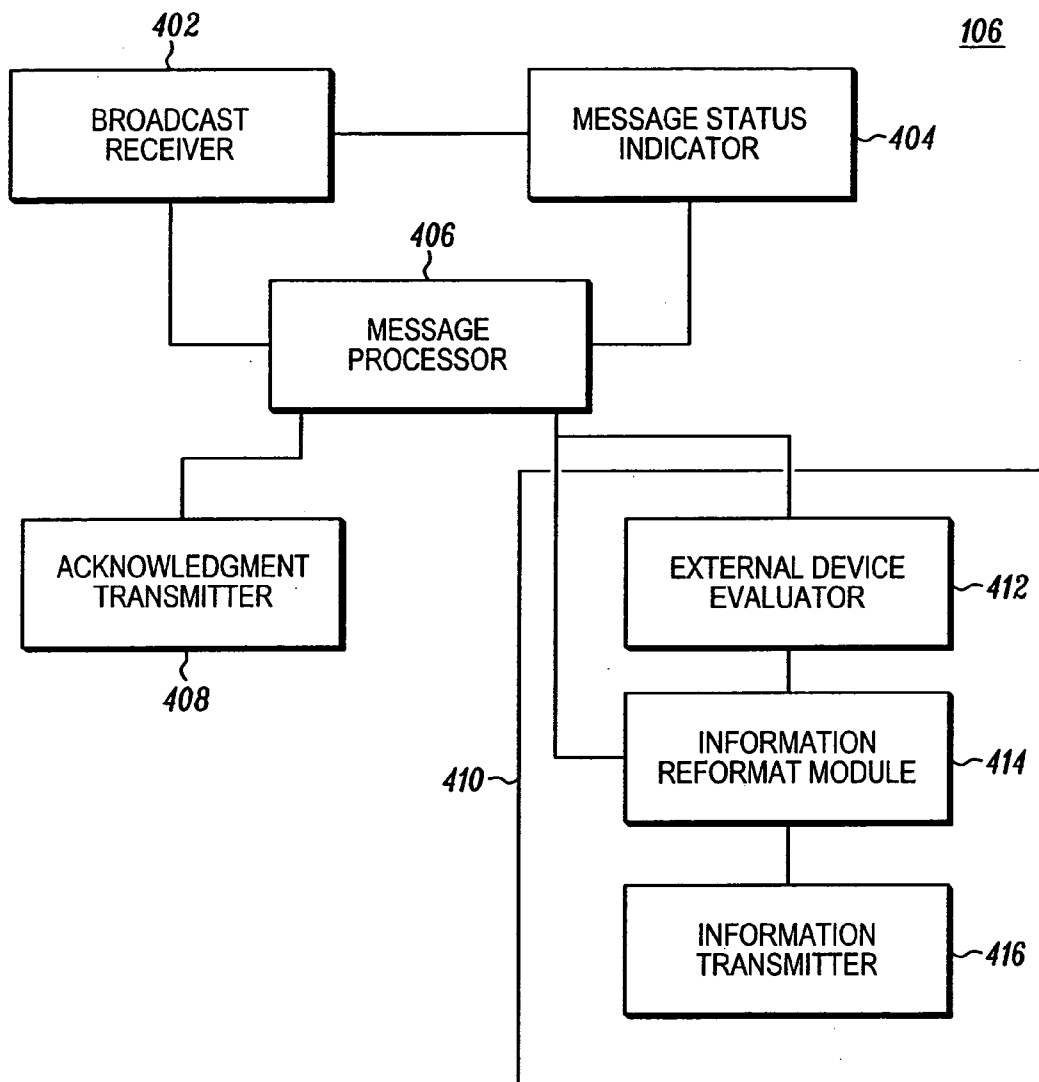 402
106
BROADCAST
RECEIVER
MESSAGE STATUS
INDICATOR
404
406
MESSAGE
PROCESSOR
ACKNOWLEDGMENT
TRANSMITTER
408
EXTERNAL DEVICE
EVALUATOR
412
410
INFORMATION
REFORMAT MODULE
414
INFORMATION
TRANSMITTER
416